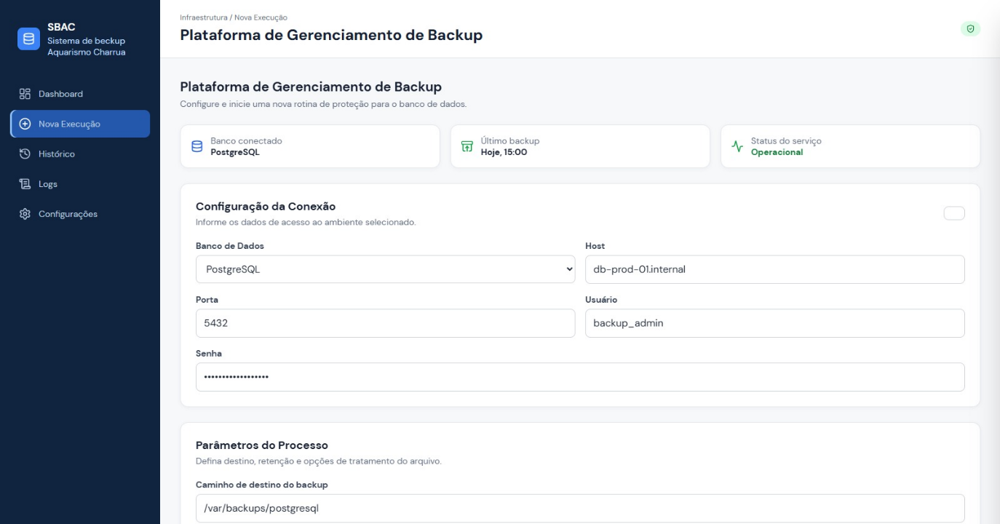 SBAC
Sistema de beckup
Aquarismo Charrua
Dashboard
Nova Execução
Histórico
Logs
Configurações
Infraestrutura / Nova Execução
Plataforma de Gerenciamento de Backup
Plataforma de Gerenciamento de Backup
Configure e inicie uma nova rotina de proteção para o banco de dados.
Banco conectado
PostgreSQL
Último backup
Hoje, 15:00
Status do serviço
Operacional
Configuração da Conexão
Informe os dados de acesso ao ambiente selecionado.
Banco de Dados
PostgreSQL
Host
db-prod-01.internal
Porta
5432
Usuário
backup_admin
Senha
••••••••••••••••••
Parâmetros do Processo
Defina destino, retenção e opções de tratamento do arquivo.
Caminho de destino do backup
/var/backups/postgresql